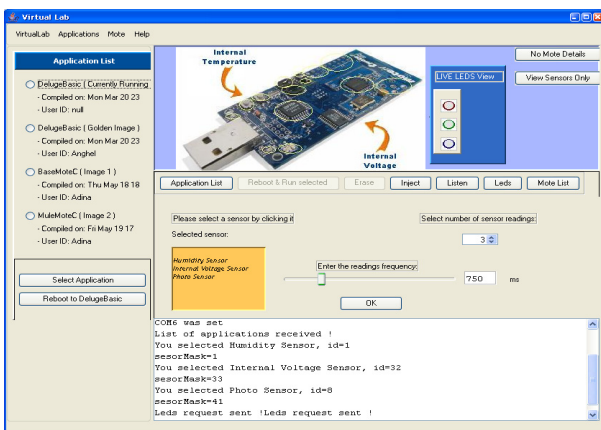 Virtual Lab
VirtualLab Applications Mote Help
Application List
DelugeBasic ( Currently Running
- Compiled on: Mon Mar 20 23
- User ID: null
DelugeBasic ( Golden Image )
- Compiled on: Mon Mar 20 23
- User ID: Anghel
BaseMoteC ( Image 1 )
- Compiled on: Thu May 18 18
- User ID: Adina
MuleMoteC ( Image 2 )
- Compiled on: Fri May 19 17
- User ID: Adina
Select Application
Reboot to DelugeBasic
Internal
Temperature
Internal
Voltage
LIVE LEDS View
No Mote Details
View Sensors Only
Application List Reboot & Run selected Erase Inject Listen Leds Mote List
Please select a sensor by clicking it
Selected sensor:
Humidity Sensor
Internal Voltage Sensor
Photo Sensor
Select number of sensor readings:
3
Enter the readings frequency:
750 ms
OK
COM6 was set
List of applications received !
You selected Humidity Sensor, id=1
sesorMask=1
You selected Internal Voltage Sensor, id=32
sesorMask=33
You selected Photo Sensor, id=8
sesorMask=41
Leds request sent !Leds request sent !